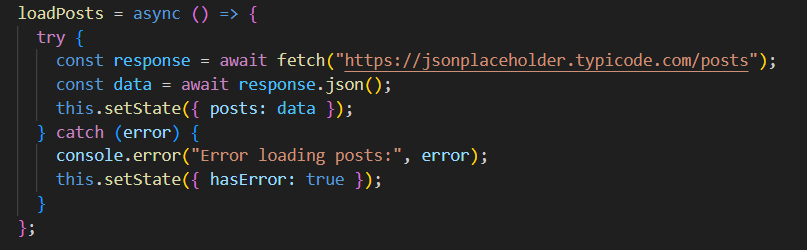 loadPosts = async () => {
  try {
    const response = await fetch("https://jsonplaceholder.typicode.com/posts");
    const data = await response.json();
    this.setState({ posts: data });
  } catch (error) {
    console.error("Error loading posts:", error);
    this.setState({ hasError: true });
  }
};